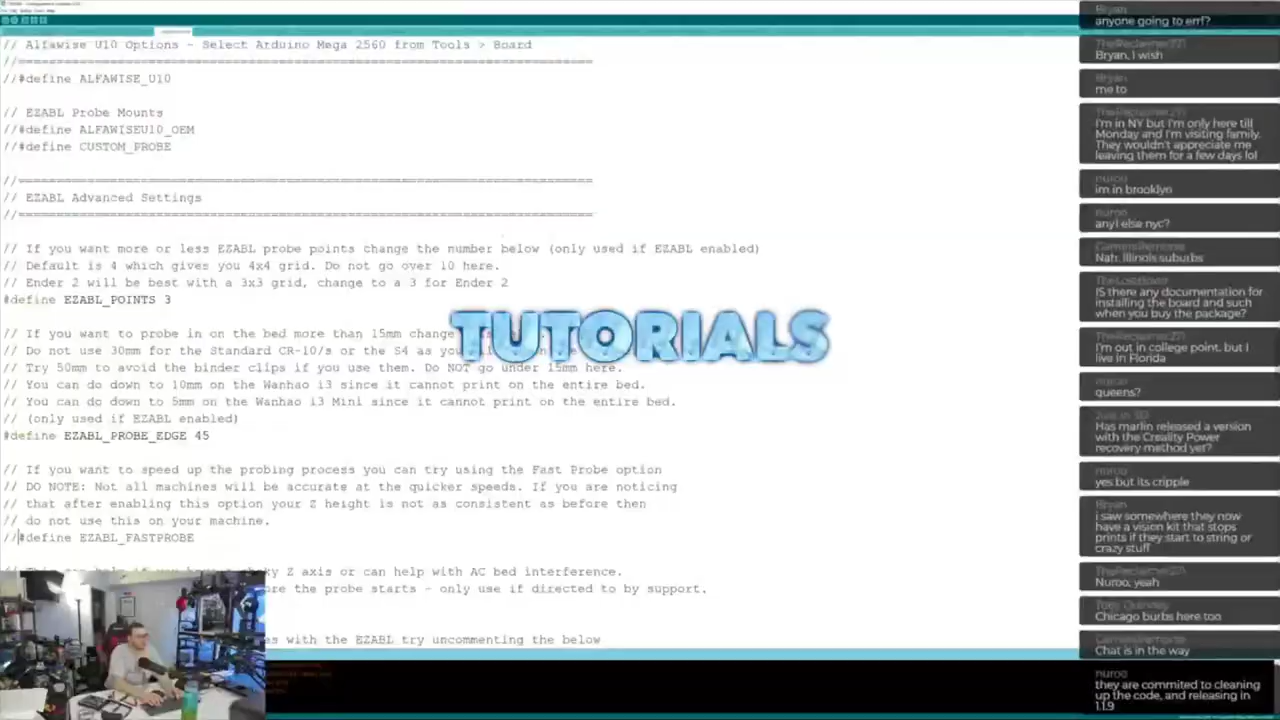 // Alfawise U10 Options - Select Arduino Mega 2560 from Tools > Board
//===========================================================================
//#define ALFAWISE_U10
// EZABL Probe Mounts
//#define ALFAWISEU10_OEM
//#define CUSTOM_PROBE
//===========================================================================
// EZABL Advanced Settings
//===========================================================================
// If you want more or less EZABL probe points change the number below (only used if EZABL enabled)
// Default is 4 which gives you 4x4 grid. Do not go over 10 here.
// Ender 2 will be best with a 3x3 grid, change to a 3 for Ender 2
#define EZABL_POINTS 3
// If you want to probe in on the bed more than 15mm change
// Do not use 30mm for the Standard CR-10/s or the S4 as
TUTORIALS
// Try 50mm to avoid the binder clips if you use them. Do NOT go under 15mm here.
// You can do down to 10mm on the Wanhao i3 since it cannot print on the entire bed.
// You can do down to 5mm on the Wanhao i3 Mini since it cannot print on the entire bed.
// (only used if EZABL enabled)
#define EZABL_PROBE_EDGE 45
// If you want to speed up the probing process you can try using the Fast Probe option
// DO NOTE: Not all machines will be accurate at the quicker speeds. If you are noticing
// that after enabling this option your Z height is not as consistent as before then
// do not use this on your machine.
//#define EZABL_FASTPROBE
Z axis or can help with AC bed interference.
the probe starts - only use if directed to by support.
with the EZABL try uncommenting the below
Bryan
anyone going to errf?
TheReclaimer271
Bryan, I wish
Bryan
me to
TheReclaimer271
I'm in NY but I'm only here till
Monday and I'm visiting family.
They wouldn't appreciate me
leaving them for a few days lol
nuroo
im in brooklyn
nuroo
anyl else nyc?
Nah. Illinois suburbs
IS there any documentation for
installing the board and such
when you buy the package?
TheReclaimer271
I'm out in college point. but I
live in Florida
nuroo
queens?
Has marlin released a version
with the Creality Power
recovery method yet?
nuroo
yes but its cripple
Bryan
i saw somewhere they now
have a vision kit that stops
prints if they start to string or
crazy stuff
TheReclaimer271
Nuroo, yeah
Chicago burbs here too
Chat is in the way
nuroo
they are commited to cleaning
up the code, and releasing in
1.1.9